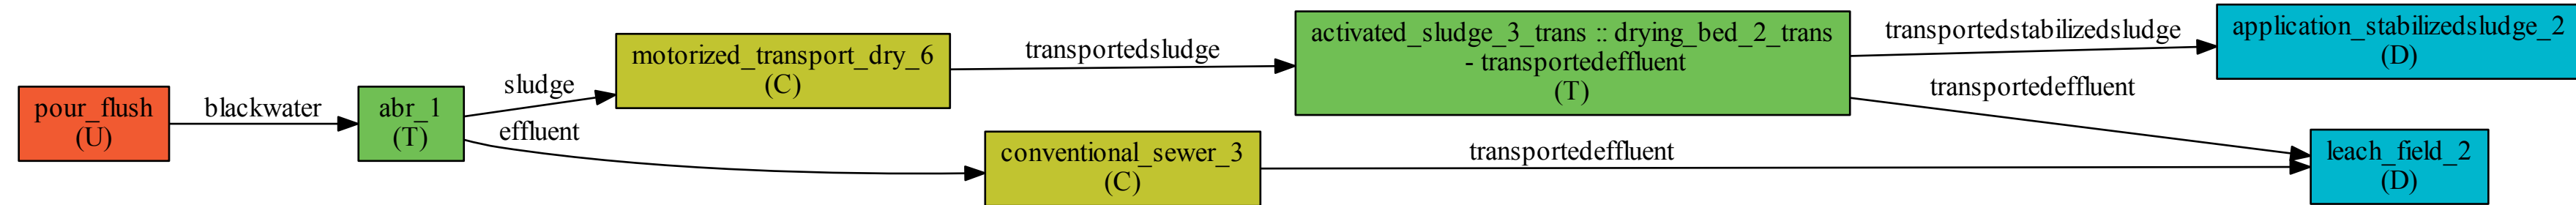 pour_flush
(U)
blackwater
abr_1
(T)
sludge
effluent
motorized_transport_dry_6
(C)
conventional_sewer_3
(C)
transportedsludge
transportedeffluent
activated_sludge_3_trans :: drying_bed_2_trans
- transportedeffluent
(T)
transportedstabilizedsludge
transportedeffluent
application_stabilizedsludge_2
(D)
leach_field_2
(D)